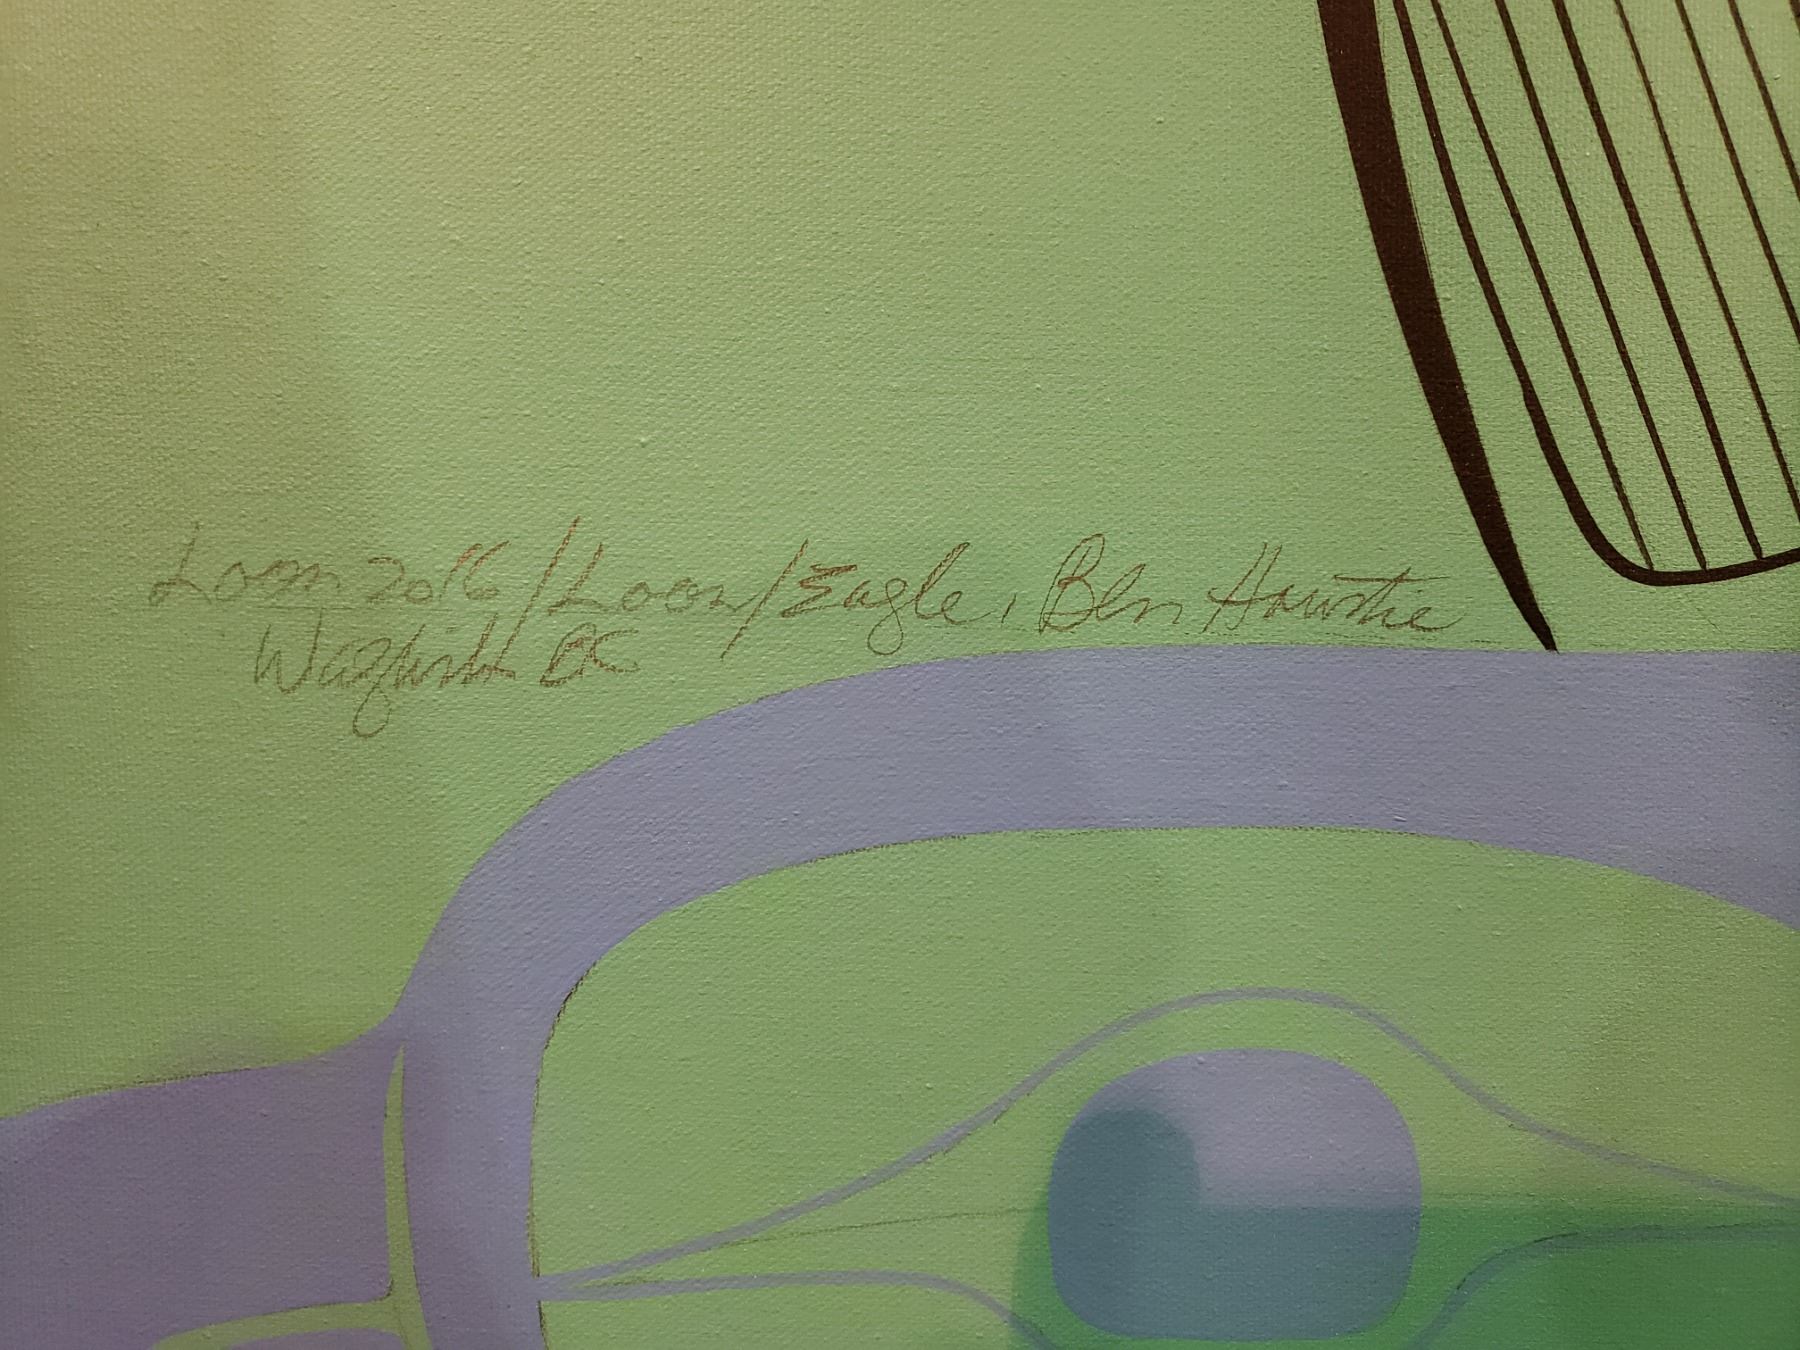 Loon 2016/Loon/Eagle, Ben Houstie
Waglisla BC